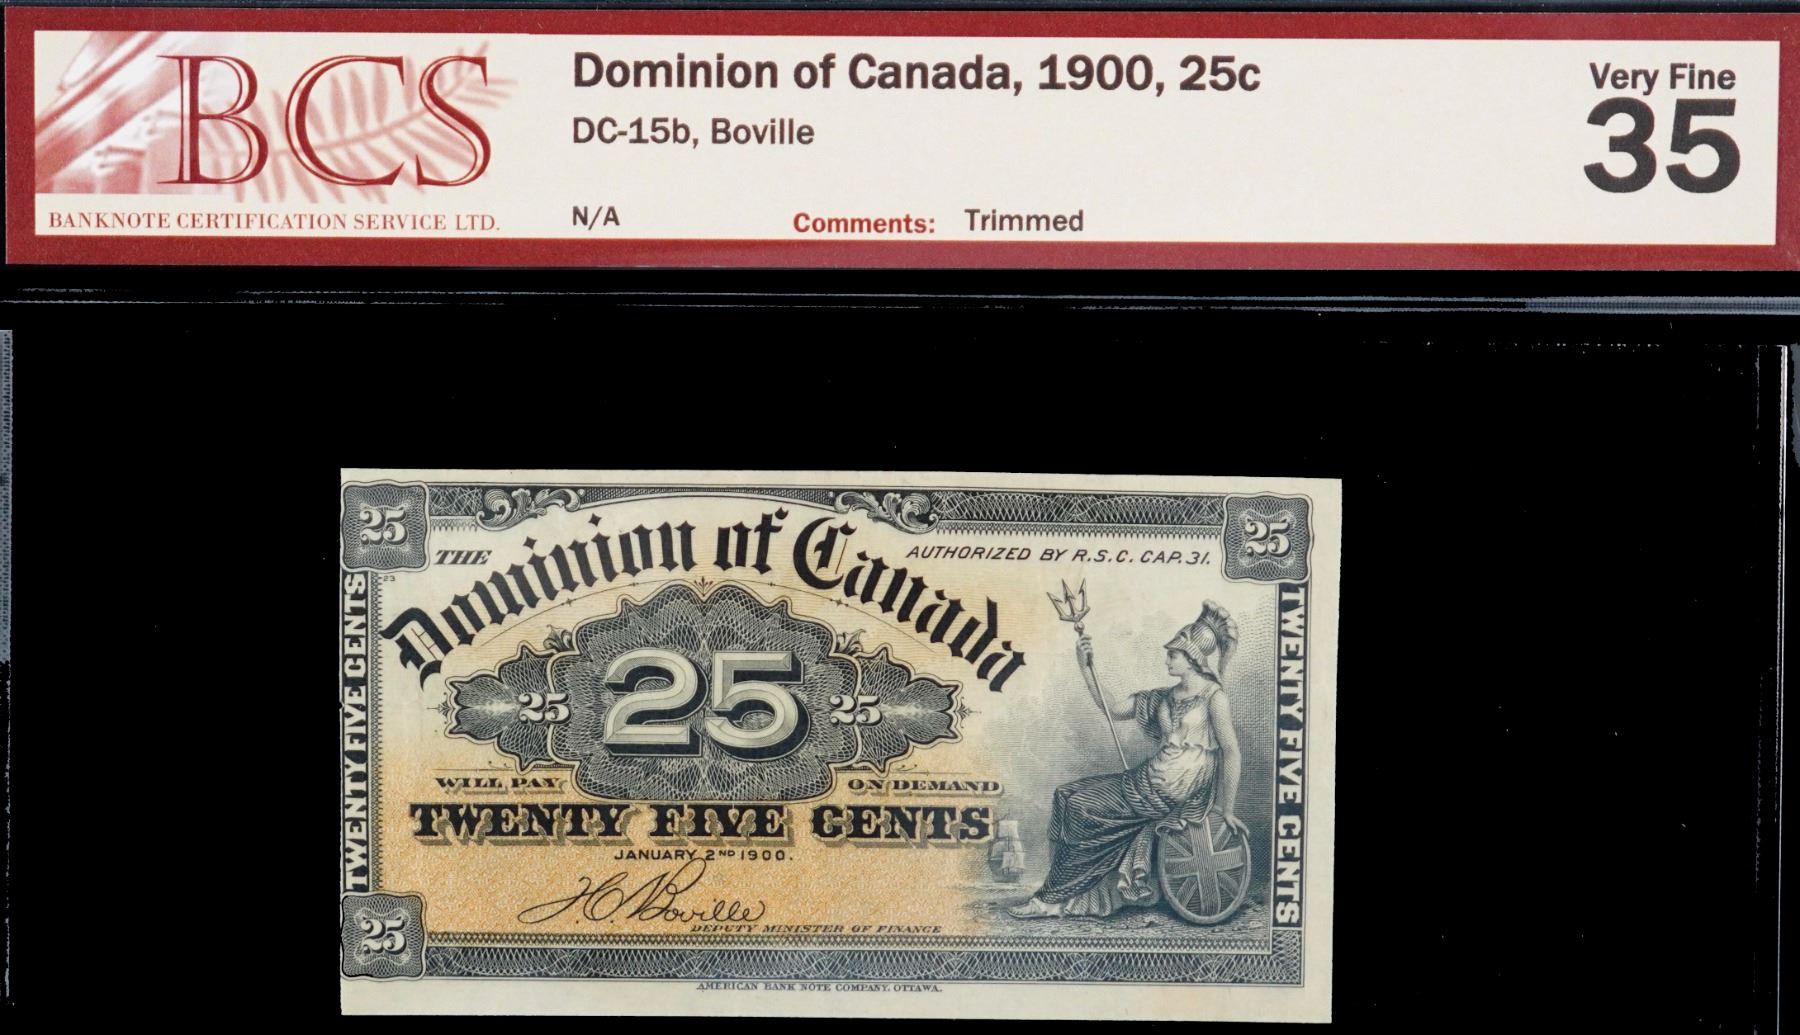 BCS
BANKNOTE CERTIFICATION SERVICE LTD.
Dominion of Canada, 1900, 25c
DC-15b, Boville
N/A
Comments: Trimmed
Very Fine
35
25
25
THE
Dominion of Canada
AUTHORIZED BY R.S.C. CAP. 31.
23
TWENTY FIVE CENTS
TWENTY FIVE CENTS
25
25
25
WILL PAY
ON DEMAND
TWENTY FIVE CENTS
JANUARY 2ND 1900.
H. Boville
DEPUTY MINISTER OF FINANCE
25
AMERICAN BANK NOTE COMPANY. OTTAWA.